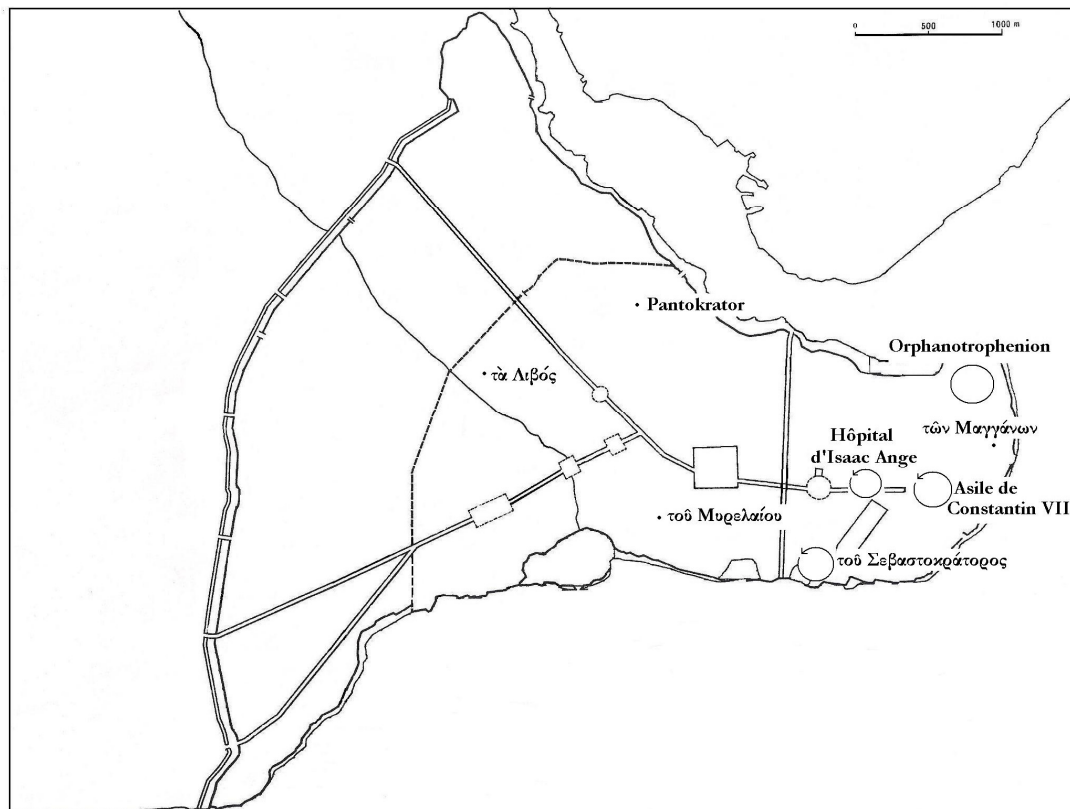 0 500 1000 m
Pantokrator
Orphanotrophenion
τὰ Λιβός
τῶν Μαγγάνων
Hôpital
d'Isaac Ange
Asile de
Constantin VII
τοῦ Μυρελαίου
τοῦ Σεβαστοκράτορος